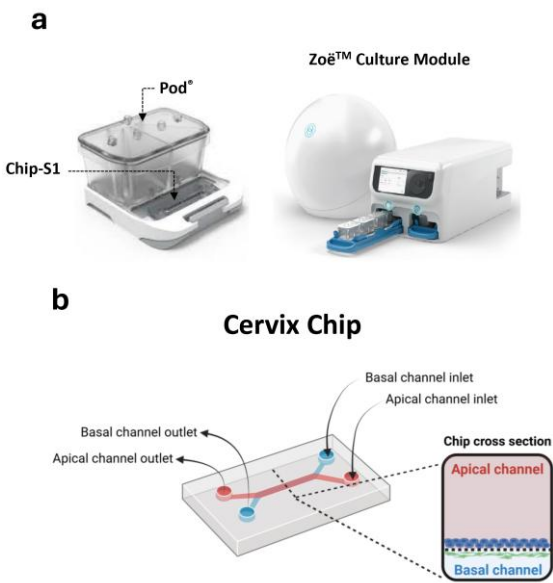 a
Zoë™ Culture Module
Pod®
Chip-S1
b
Cervix Chip
Basal channel inlet
Apical channel inlet
Basal channel outlet
Apical channel outlet
Chip cross section
Apical channel
Basal channel